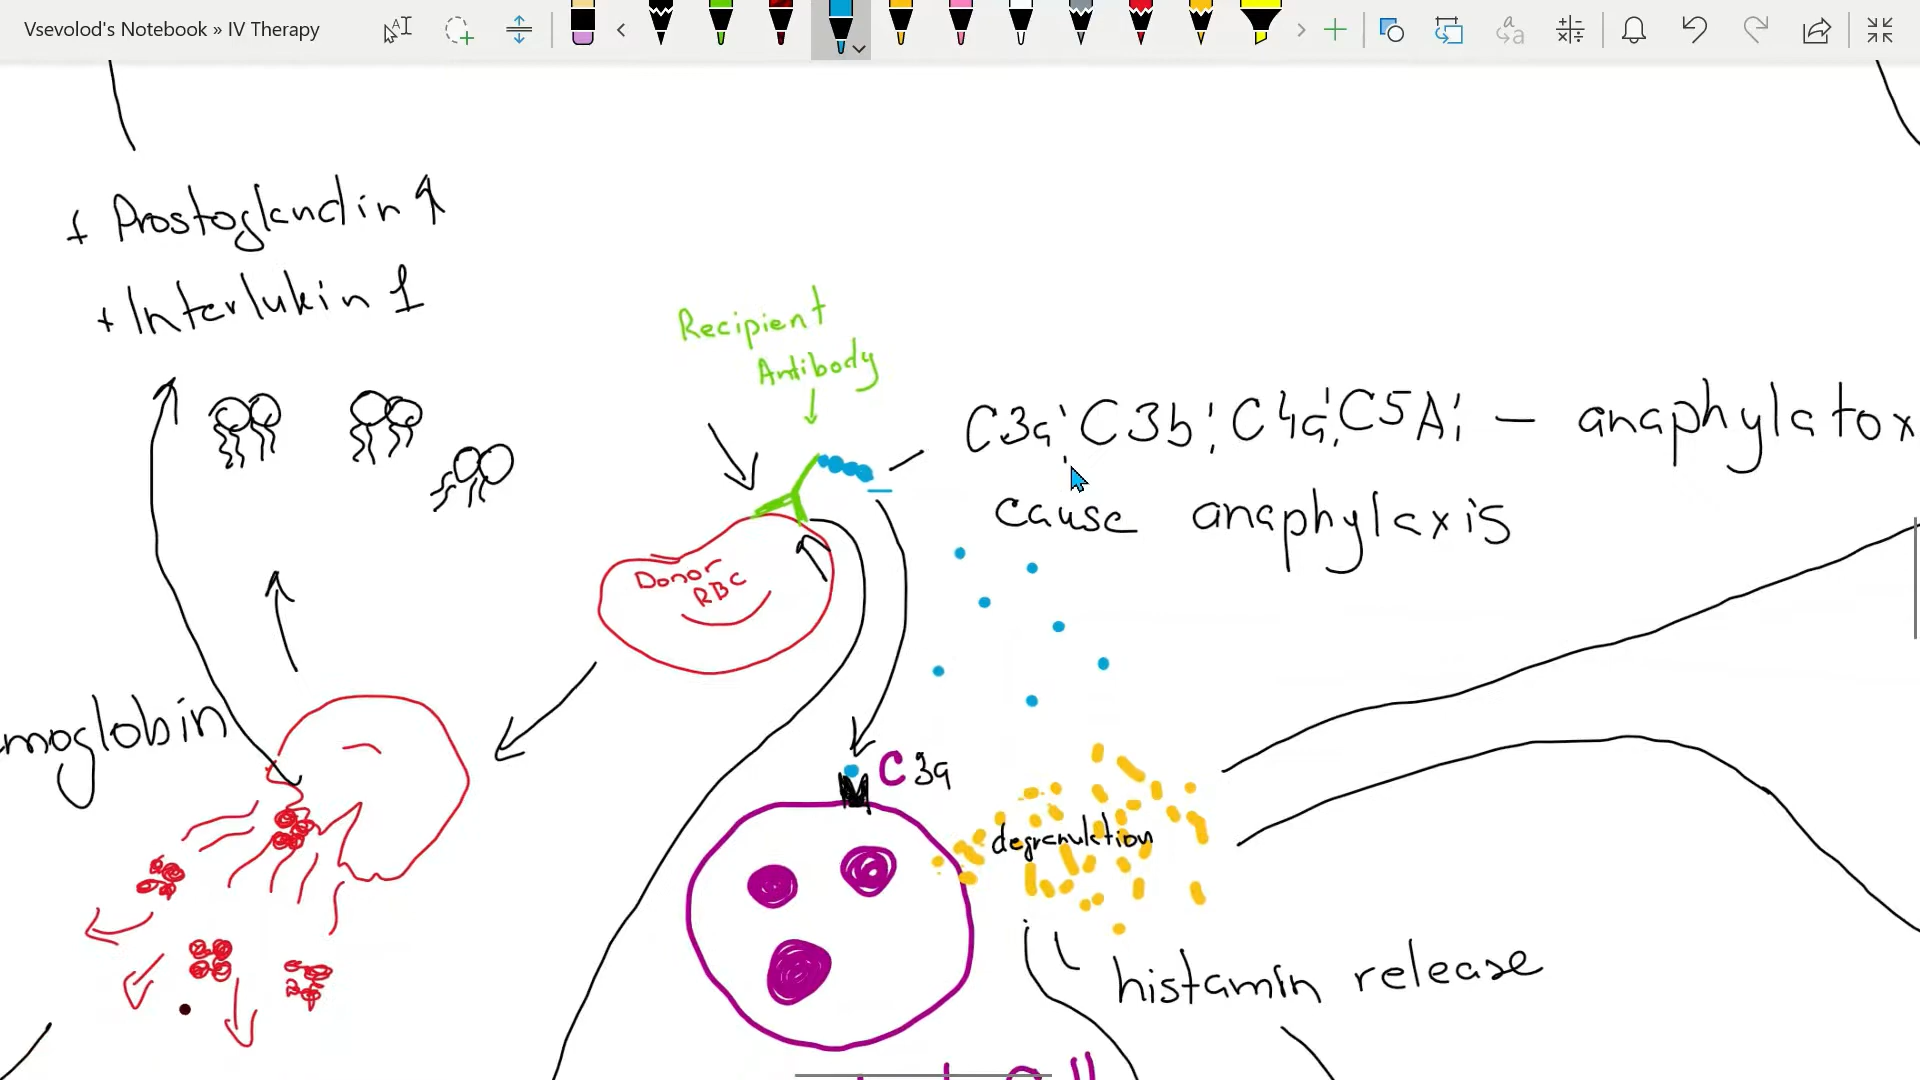 Vsevolod's Notebook » IV Therapy
+ Prostoglandin
+ Interlukin 1
Recipient
Antibody
C3a; C3b; C4a; C5A; – anaphylatox
cause anaphylaxis
Donor
RBC
moglobin
C3a
degranulation
histamin release